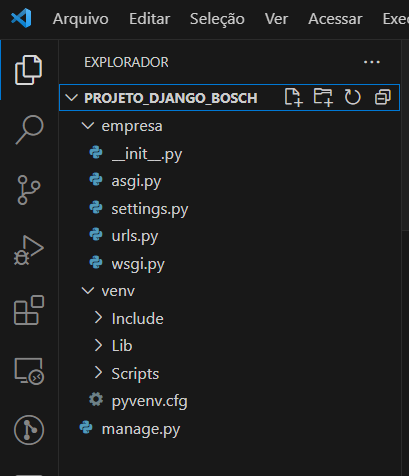 Arquivo Editar Seleção Ver Acessar Exec
EXPLORADOR ...
PROJETO_DJANGO_BOSCH
empresa
__init__.py
asgi.py
settings.py
urls.py
wsgi.py
venv
Include
Lib
Scripts
pyvenv.cfg
manage.py